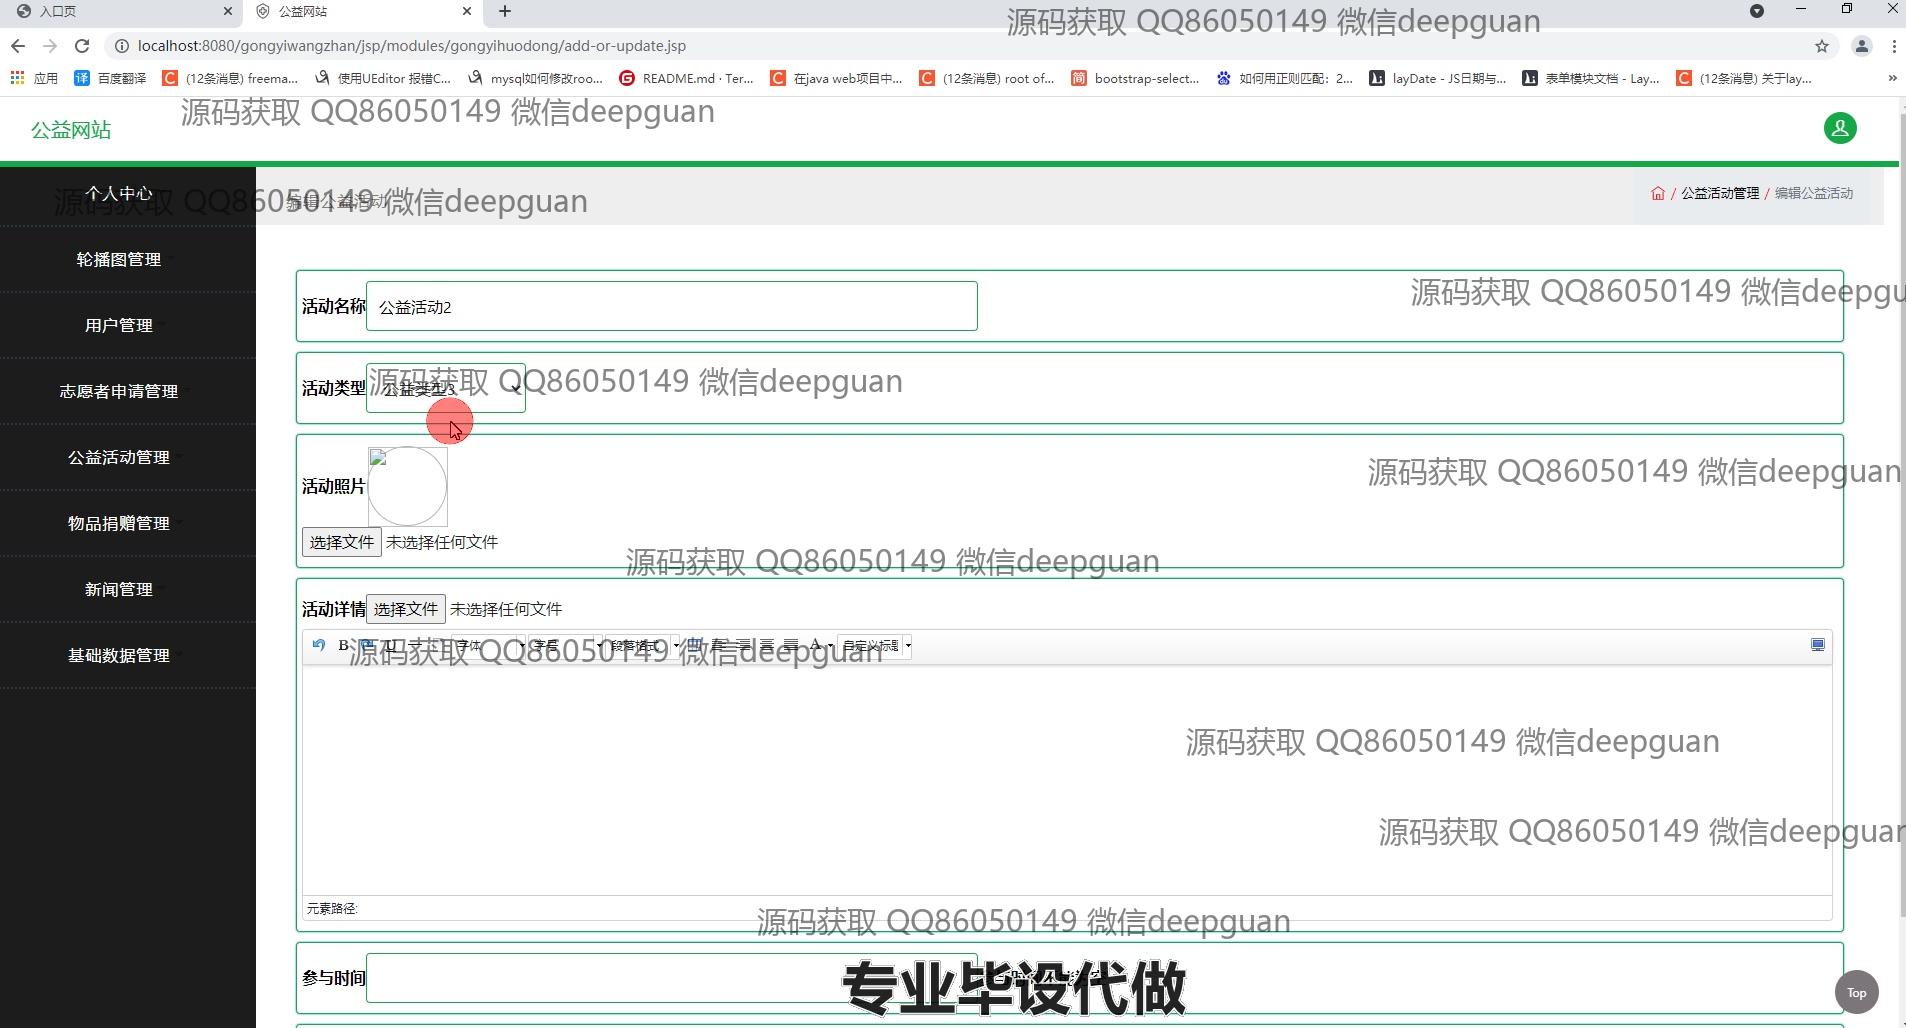 入口页
公益网站
源码获取 QQ86050149 微信deepguan
localhost:8080/gongyiwangzhan/jsp/modules/gongyihuodong/add-or-update.jsp
应用
百度翻译
(12条消息) freema...
使用UEditor 报错C...
mysql如何修改roo...
README.md · Ter...
在java web项目中...
(12条消息) root of...
bootstrap-select...
如何用正则匹配：2...
layDate - JS日期与...
表单模块文档 - Lay...
(12条消息) 关于lay...
源码获取 QQ86050149 微信deepguan
公益网站
个人中心
源码获取 QQ86050149 微信deepguan
编辑公益活动
/ 公益活动管理 / 编辑公益活动
轮播图管理
用户管理
志愿者申请管理
公益活动管理
物品捐赠管理
新闻管理
基础数据管理
源码获取 QQ86050149 微信deepgu
活动名称 公益活动2
活动类型 公益类型3
源码获取 QQ86050149 微信deepguan
源码获取 QQ86050149 微信deepguan
活动照片
选择文件 未选择任何文件
源码获取 QQ86050149 微信deepguan
活动详情 选择文件 未选择任何文件
B U 字体 字号 段落格式 A 自定义标题
源码获取 QQ86050149 微信deepguan
源码获取 QQ86050149 微信deepguan
源码获取 QQ86050149 微信deepguan
元素路径:
源码获取 QQ86050149 微信deepguan
参与时间
专业毕设代做
Top